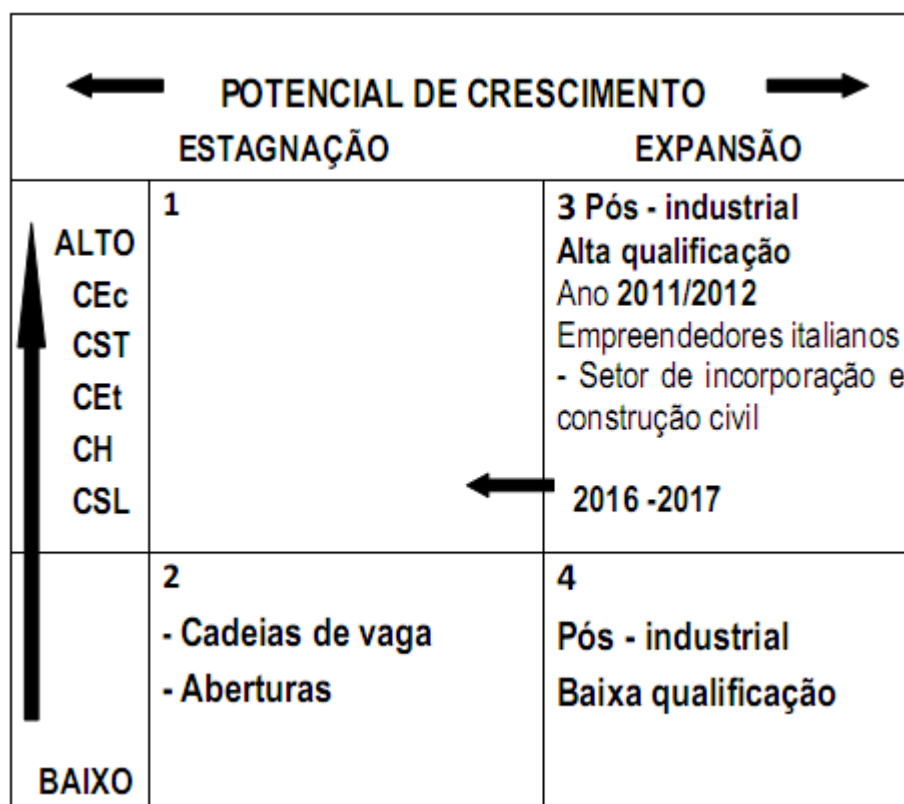 POTENCIAL DE CRESCIMENTO
ESTAGNAÇÃO EXPANSÃO
ALTO
CEc
CST
CEt
CH
CSL
BAIXO
1
3 Pós - industrial
Alta qualificação
Ano 2011/2012
Empreendedores italianos
- Setor de incorporação e
construção civil
2016 -2017
2
- Cadeias de vaga
- Aberturas
4
Pós - industrial
Baixa qualificação